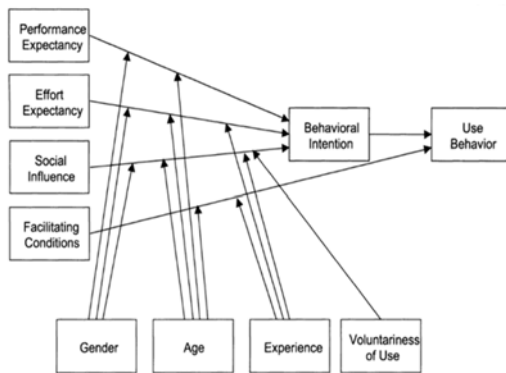 Performance
Expectancy
Effort
Expectancy
Social
Influence
Facilitating
Conditions
Behavioral
Intention
Use
Behavior
Gender
Age
Experience
Voluntariness
of Use